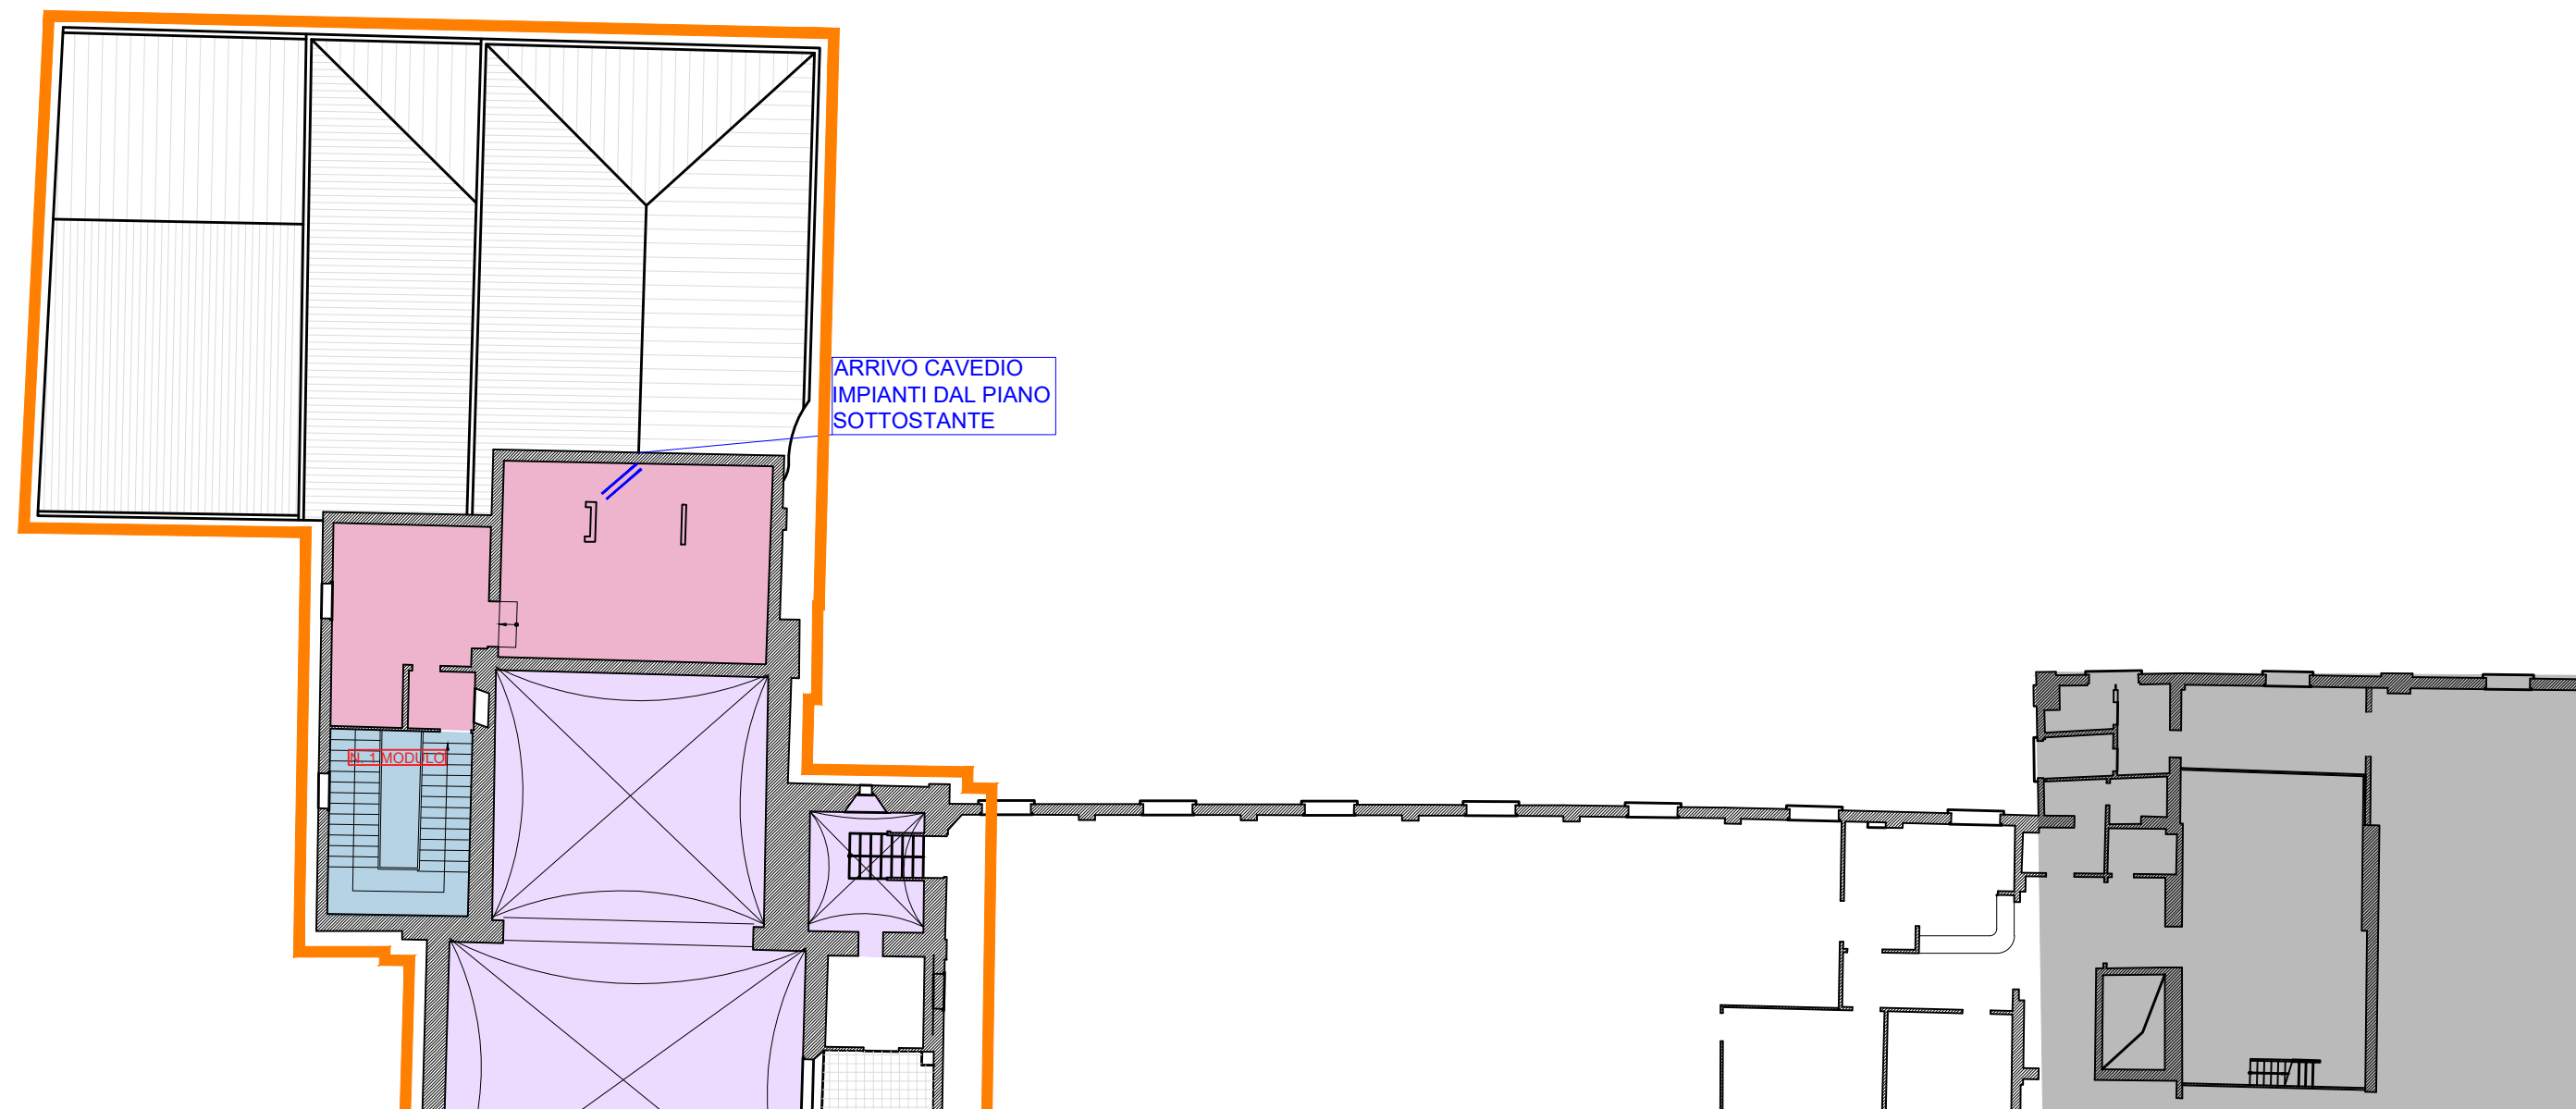 ARRIVO CAVEDIO
IMPIANTI DAL PIANO
SOTTOSTANTE
N. 1 MODULO